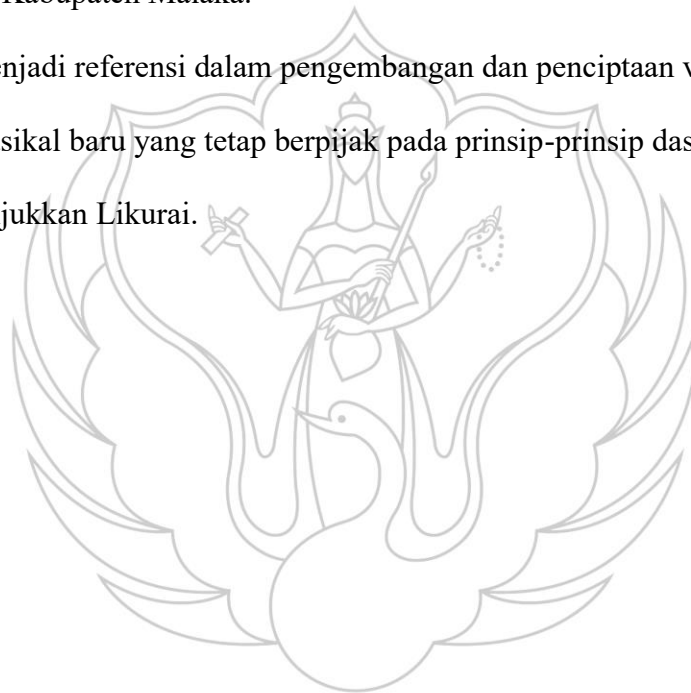 Kabupaten Malaka.
enjadi referensi dalam pengembangan dan penciptaan v
sikal baru yang tetap berpijak pada prinsip-prinsip das
jukkan Likurai.